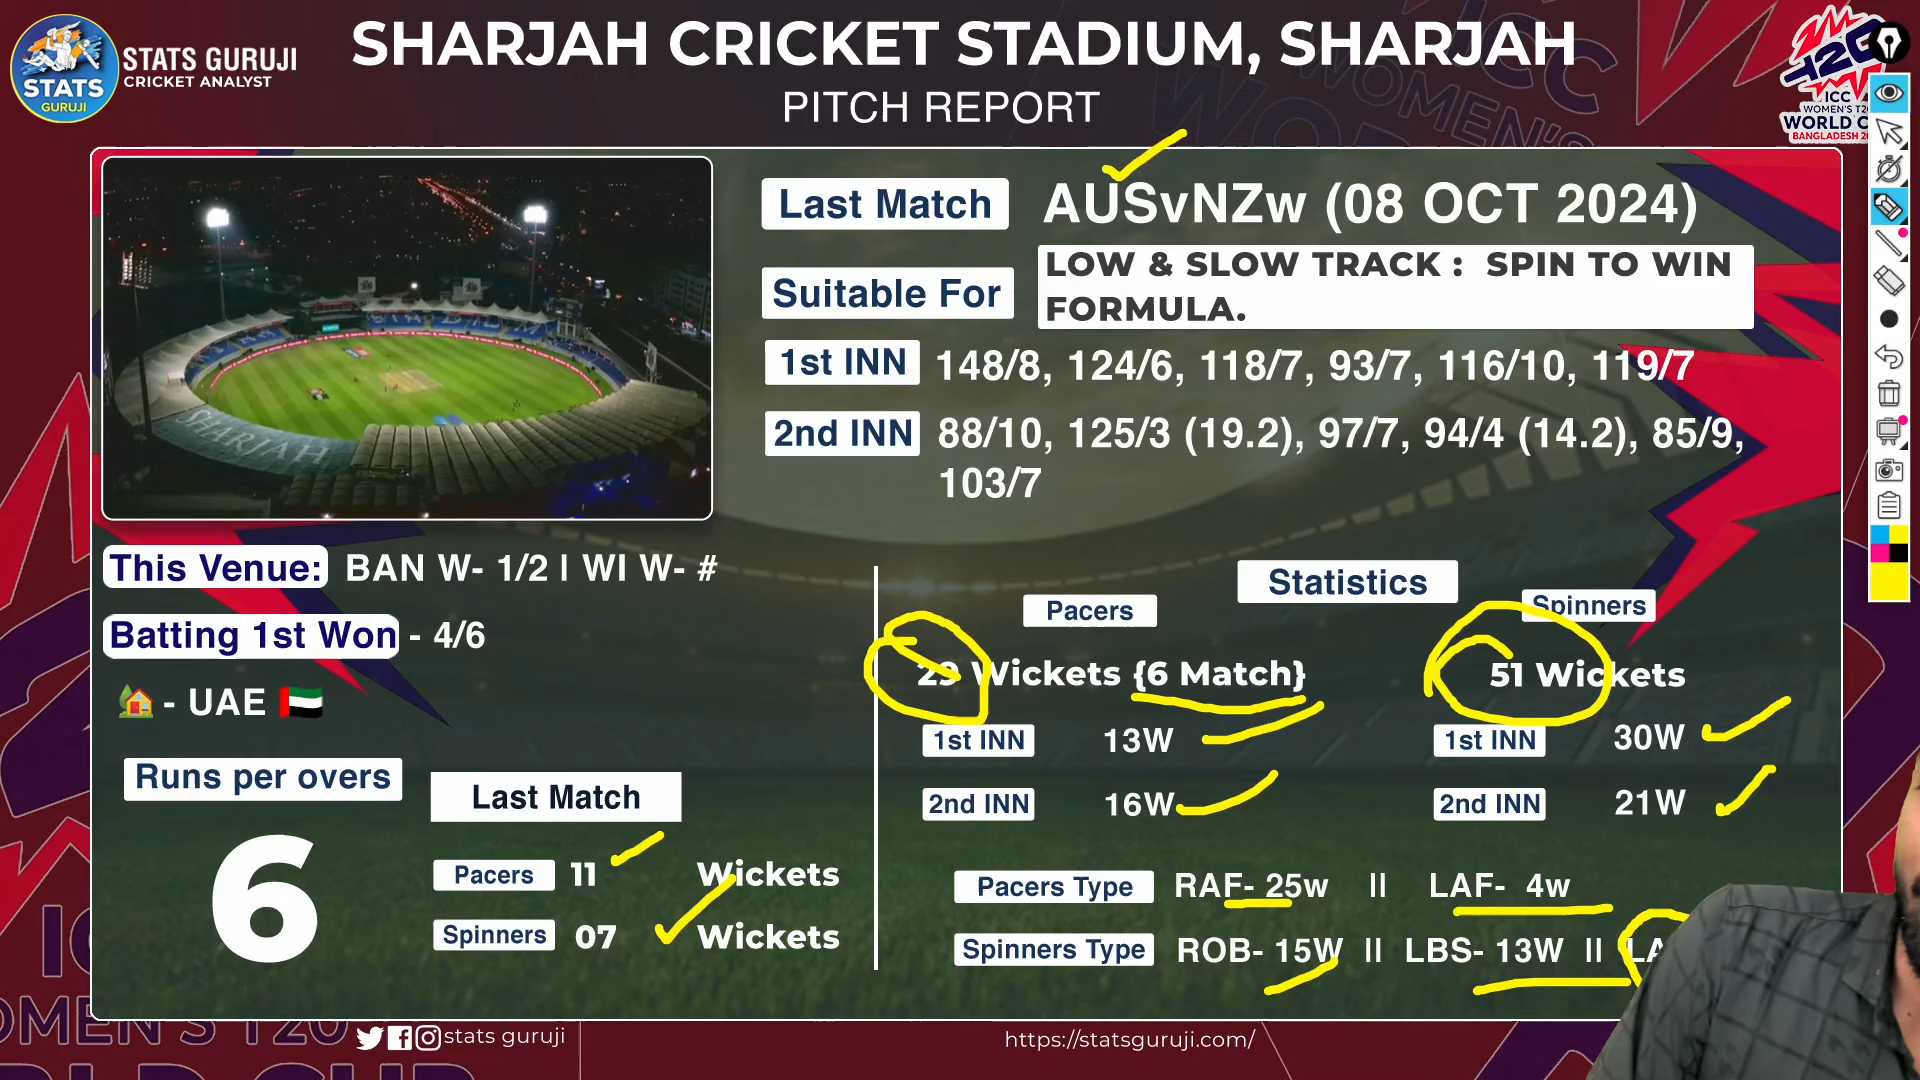 SHARJAH CRICKET STADIUM, SHARJAH
PITCH REPORT
STATS GURUJI
CRICKET ANALYST
STATS
GURUJI
ICC
WOMEN'S T2
WORLD C
BANGLADESH 2
Last Match AUSvNZw (08 OCT 2024)
Suitable For LOW & SLOW TRACK : SPIN TO WIN
FORMULA.
1st INN 148/8, 124/6, 118/7, 93/7, 116/10, 119/7
2nd INN 88/10, 125/3 (19.2), 97/7, 94/4 (14.2), 85/9,
103/7
SHARJAH
This Venue: BAN W- 1/2 | WI W- #
Batting 1st Won - 4/6
🏡 - UAE 🇦🇪
Runs per overs
6
Last Match
Pacers 11 Wickets
Spinners 07 Wickets
Statistics
Pacers
29 Wickets {6 Match}
1st INN 13W
2nd INN 16W
Spinners
51 Wickets
1st INN 30W
2nd INN 21W
Pacers Type RAF- 25w || LAF- 4w
Spinners Type ROB- 15W || LBS- 13W || LA
stats guruji
https://statsguruji.com/